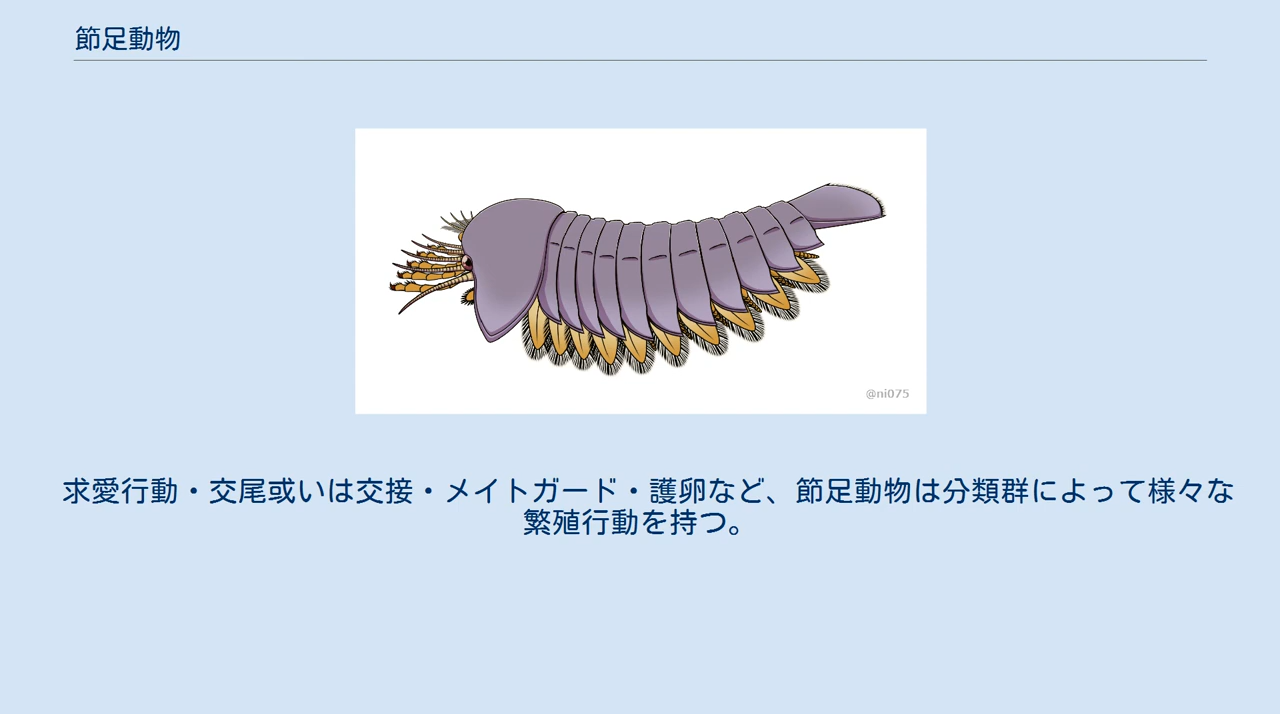 節足動物
@ni075
求愛行動・交尾或いは交接・メイトガード・護卵など、節足動物は分類群によって様々な
繁殖行動を持つ。